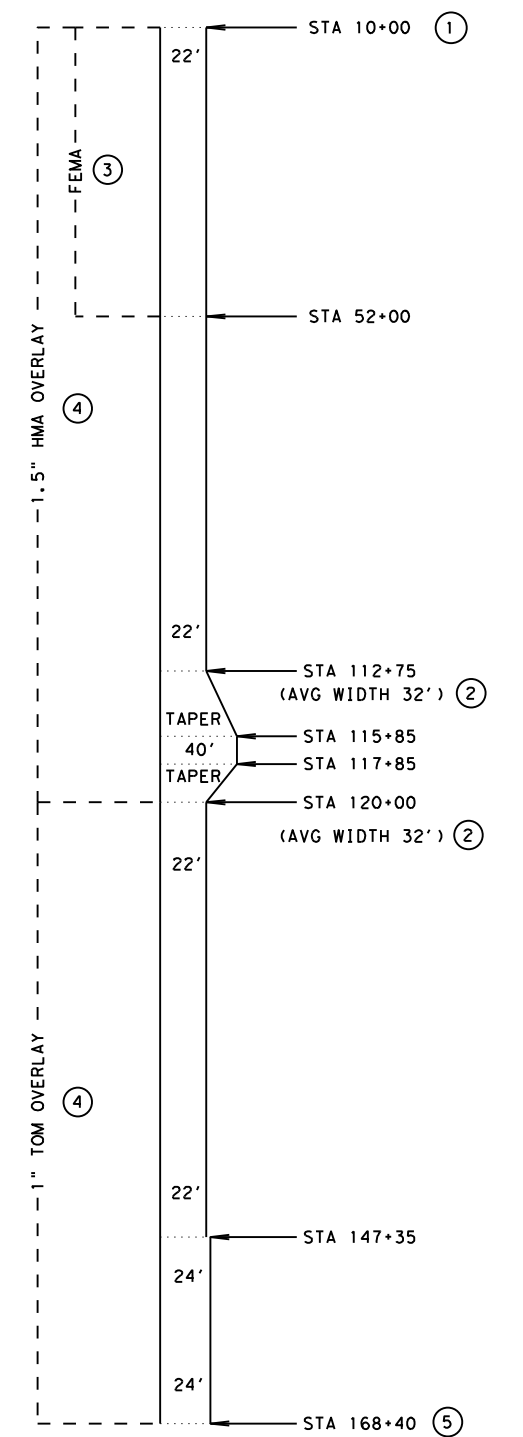 STA 10+00 1
22'
FEMA 3
STA 52+00
1.5" HMA OVERLAY 4
22'
STA 112+75
(AVG WIDTH 32') 2
TAPER
STA 115+85
40'
STA 117+85
TAPER
STA 120+00
(AVG WIDTH 32') 2
22'
1" TOM OVERLAY 4
22'
STA 147+35
24'
24'
STA 168+40 5